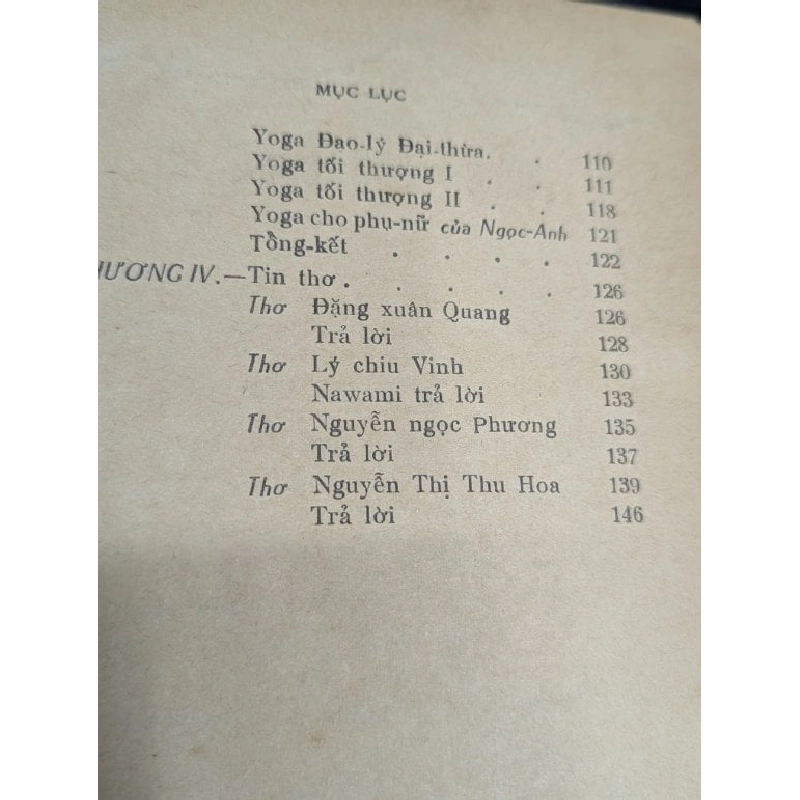 MỤC LỤC
Yoga Đạo-lý Đại-thừa. . 110
Yoga tối thượng I . . 111
Yoga tối thượng II . . 118
Yoga cho phụ-nữ của Ngọc-Anh 121
Tổng-kết . . . . 122
HƯƠNG IV.—Tin thơ . . . . . 126
Thơ Đặng xuân Quang 126
Trả lời 128
Thơ Lý chiu Vinh 130
Nawami trả lời 133
Thơ Nguyễn ngọc Phương 135
Trả lời 137
Thơ Nguyễn Thị Thu Hoa 139
Trả lời 146